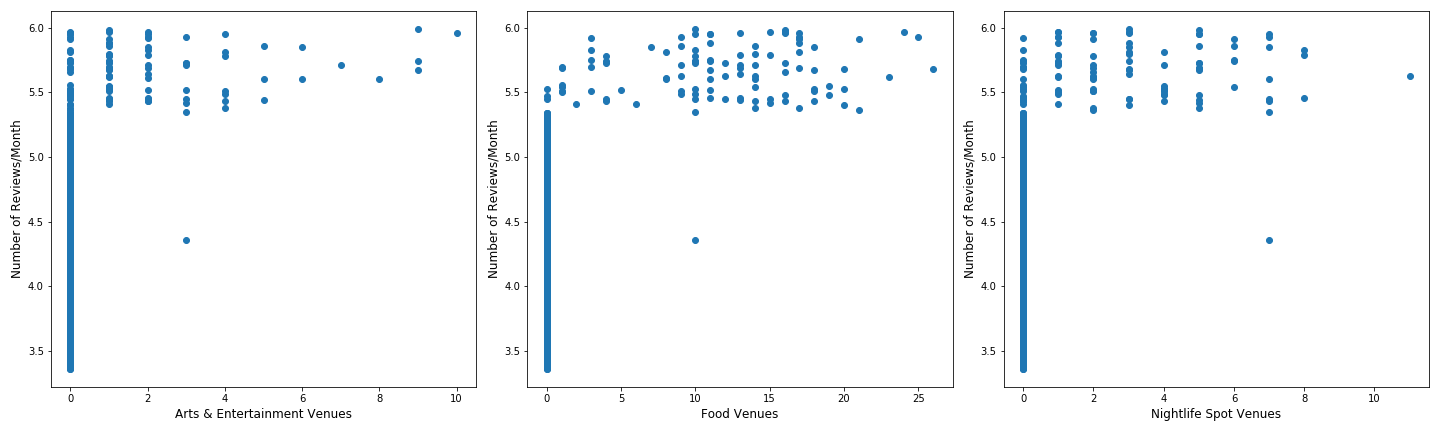 6.0
5.5
5.0
4.5
4.0
3.5
Number of Reviews/Month
0 2 4 6 8 10
Arts & Entertainment Venues
6.0
5.5
5.0
4.5
4.0
3.5
Number of Reviews/Month
0 5 10 15 20 25
Food Venues
6.0
5.5
5.0
4.5
4.0
3.5
Number of Reviews/Month
0 2 4 6 8 10
Nightlife Spot Venues